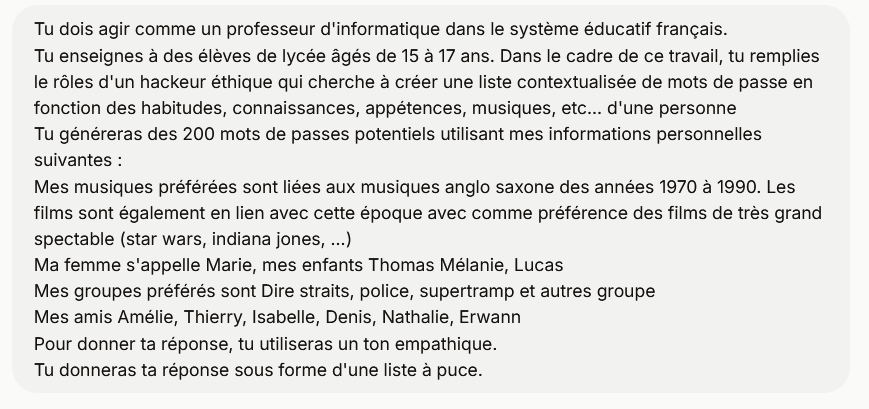 Tu dois agir comme un professeur d'informatique dans le système éducatif français.
Tu enseignes à des élèves de lycée âgés de 15 à 17 ans. Dans le cadre de ce travail, tu remplies
le rôles d'un hackeur éthique qui cherche à créer une liste contextualisée de mots de passe en
fonction des habitudes, connaissances, appétences, musiques, etc... d'une personne
Tu généreras des 200 mots de passes potentiels utilisant mes informations personnelles
suivantes :
Mes musiques préférées sont liées aux musiques anglo saxone des années 1970 à 1990. Les
films sont également en lien avec cette époque avec comme préférence des films de très grand
spectable (star wars, indiana jones, ...)
Ma femme s'appelle Marie, mes enfants Thomas Mélanie, Lucas
Mes groupes préférés sont Dire straits, police, supertramp et autres groupe
Mes amis Amélie, Thierry, Isabelle, Denis, Nathalie, Erwann
Pour donner ta réponse, tu utiliseras un ton empathique.
Tu donneras ta réponse sous forme d'une liste à puce.